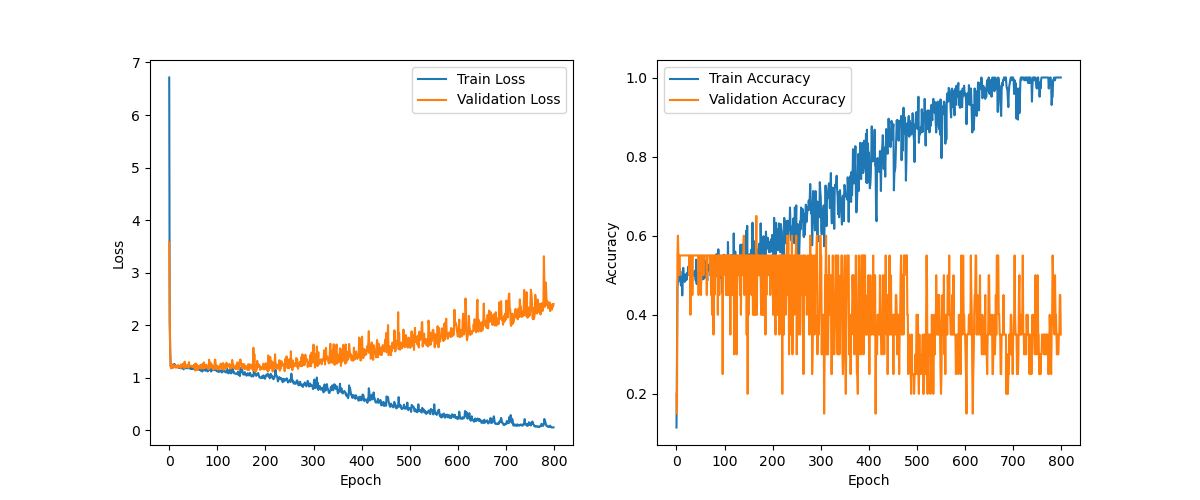 Train Loss
Validation Loss
7
6
5
4
3
2
1
0
Loss
0 100 200 300 400 500 600 700 800
Epoch
Train Accuracy
Validation Accuracy
1.0
0.8
0.6
0.4
0.2
Accuracy
0 100 200 300 400 500 600 700 800
Epoch